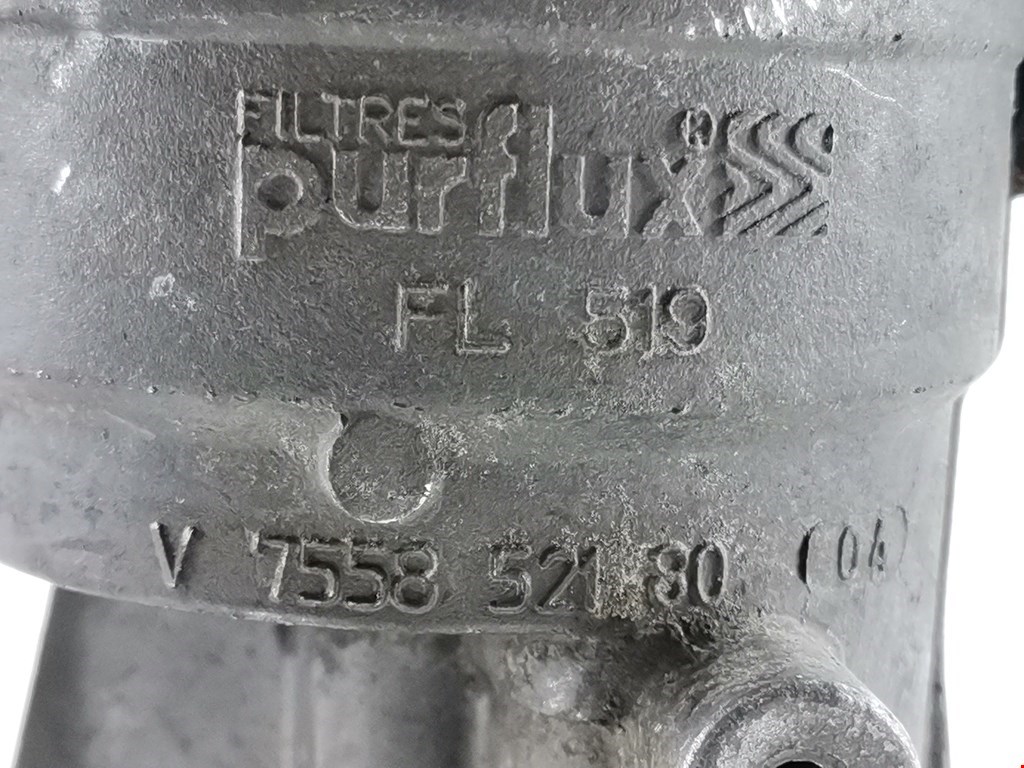 FILTRES
purflux®
FL 519
V 7558 521 80 (04)